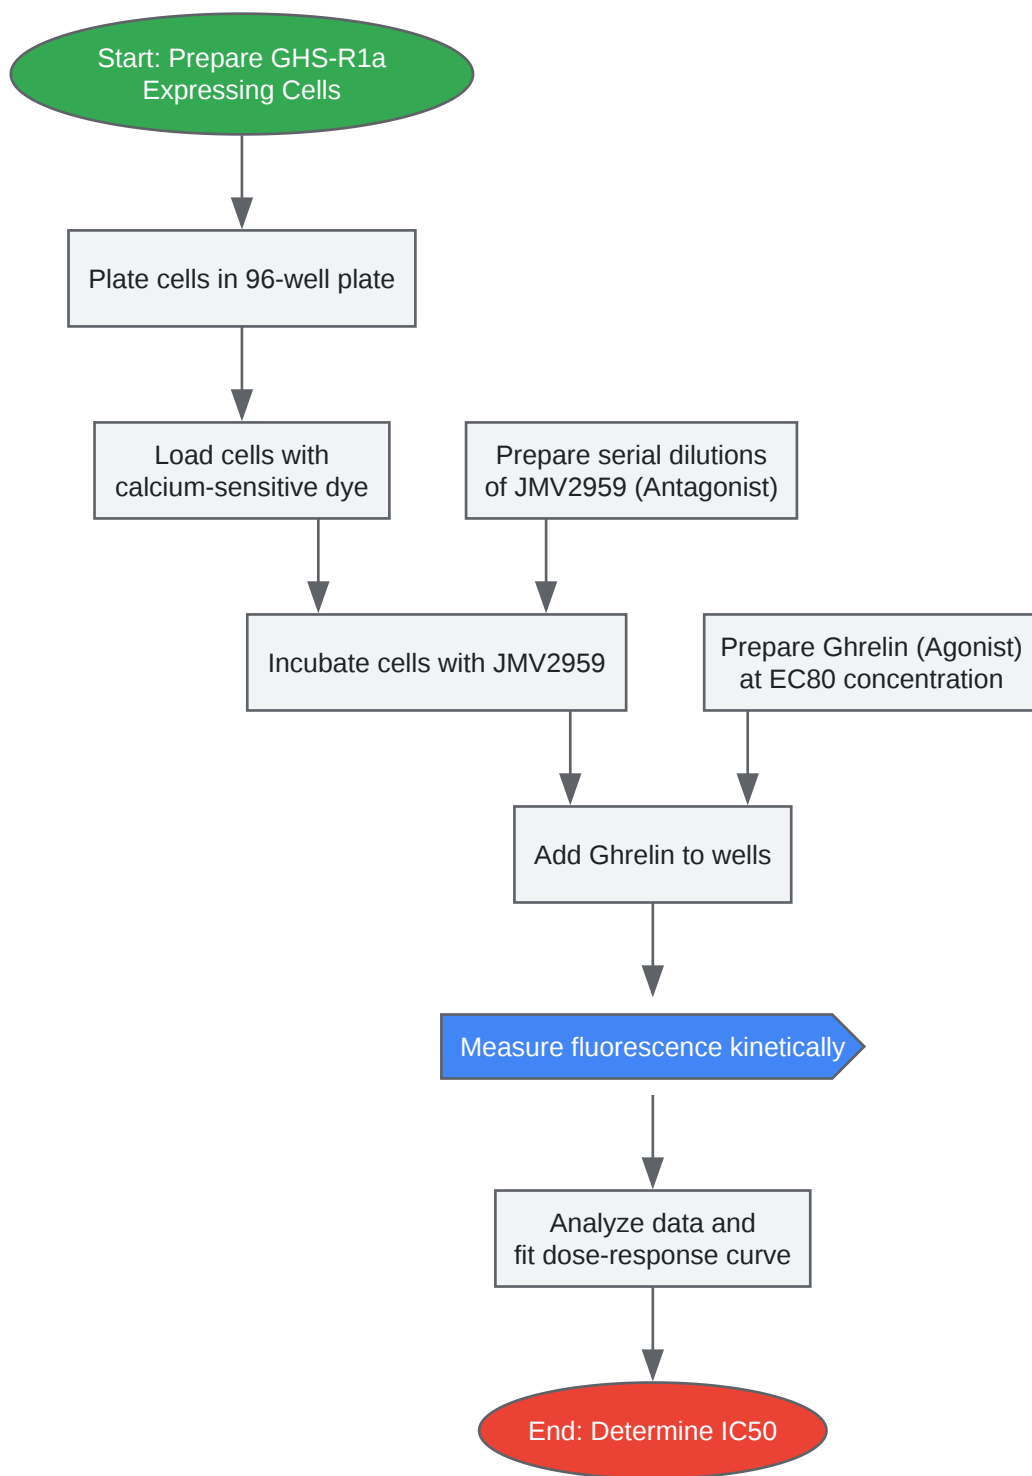 Start: Prepare GHS-R1a
Expressing Cells
Plate cells in 96-well plate
Load cells with
calcium-sensitive dye
Prepare serial dilutions
of JMV2959 (Antagonist)
Incubate cells with JMV2959
Prepare Ghrelin (Agonist)
at EC80 concentration
Add Ghrelin to wells
Measure fluorescence kinetically
Analyze data and
fit dose-response curve
End: Determine IC50